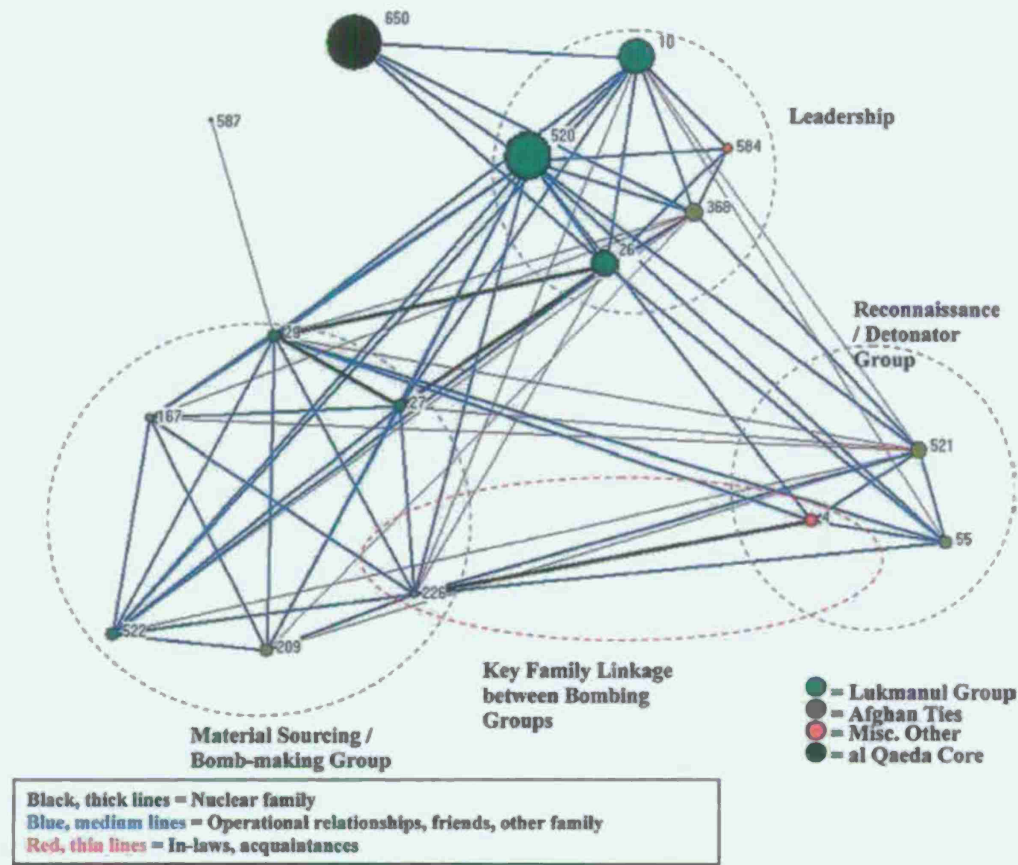 650
10
587
520
Leadership
584
368
26
Reconnaissance
/ Detonator
Group
29
27
167
521
4
55
226
522
209
Key Family Linkage
between Bombing
Groups
= Lukmanul Group
= Afghan Ties
= Misc. Other
= al Qaeda Core
Material Sourcing /
Bomb-making Group
Black, thick lines = Nuclear family
Blue, medium lines = Operational relationships, friends, other family
Red, thin lines = In-laws, acquaintances